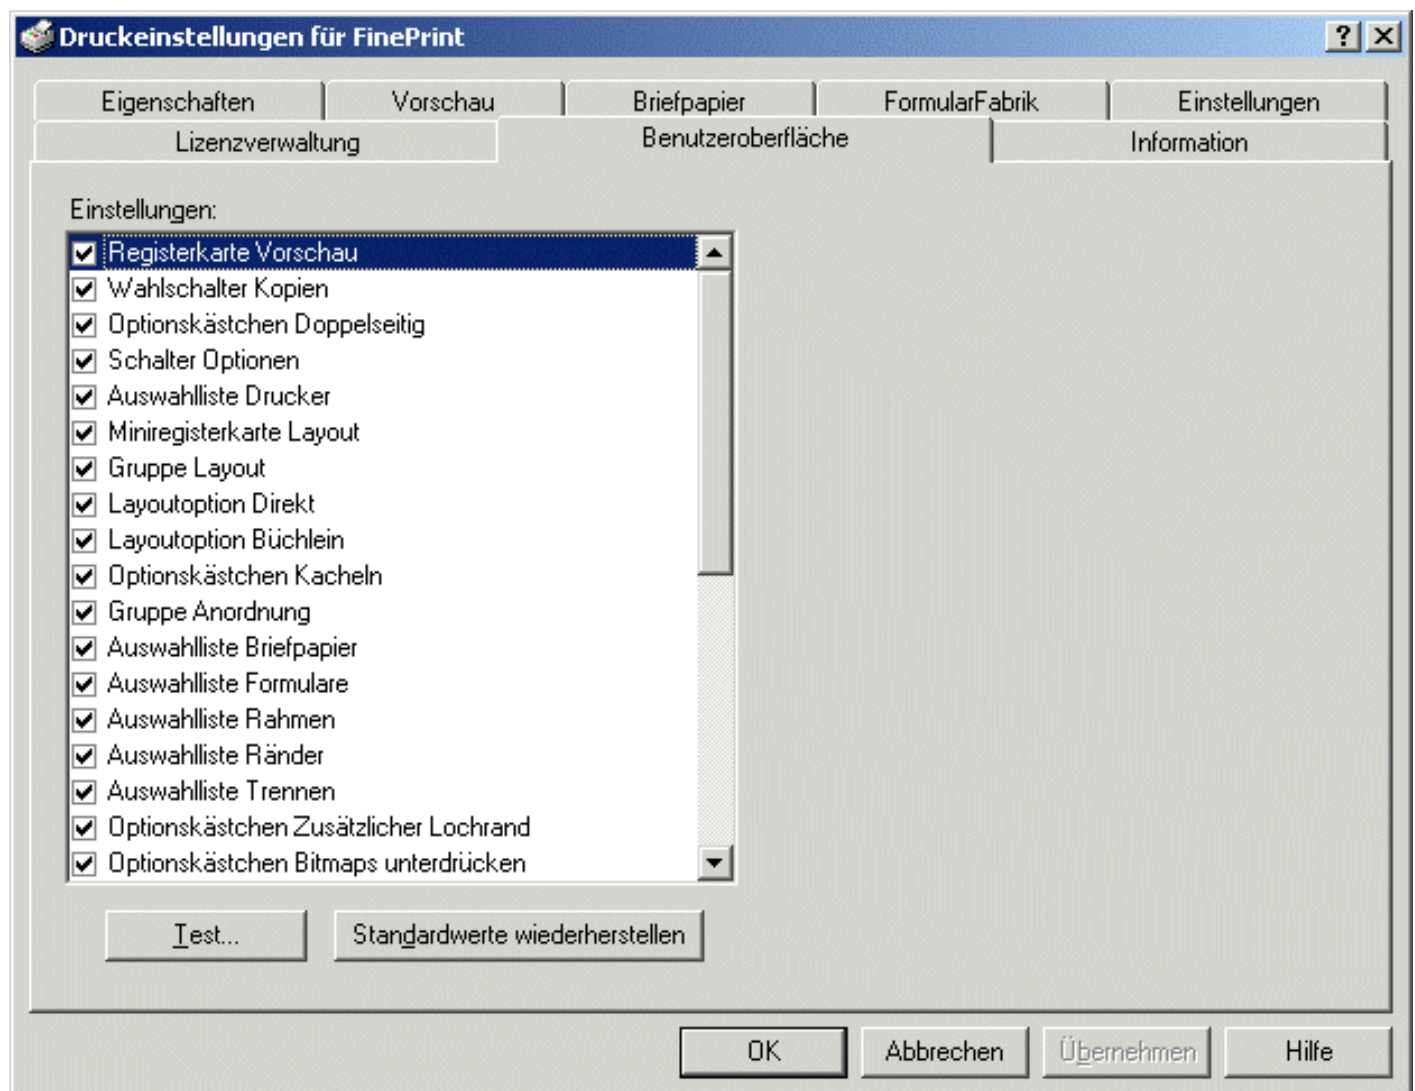 Druckeinstellungen für FinePrint
Eigenschaften Vorschau Briefpapier FormularFabrik Einstellungen
Lizenzverwaltung Benutzeroberfläche Information
Einstellungen:
Registerkarte Vorschau
Wahlschalter Kopien
Optionskästchen Doppelseitig
Schalter Optionen
Auswahlliste Drucker
Miniregisterkarte Layout
Gruppe Layout
Layoutoption Direkt
Layoutoption Büchlein
Optionskästchen Kacheln
Gruppe Anordnung
Auswahlliste Briefpapier
Auswahlliste Formulare
Auswahlliste Rahmen
Auswahlliste Ränder
Auswahlliste Trennen
Optionskästchen Zusätzlicher Lochrand
Optionskästchen Bitmaps unterdrücken
Test... Standardwerte wiederherstellen
OK Abbrechen Übernehmen Hilfe